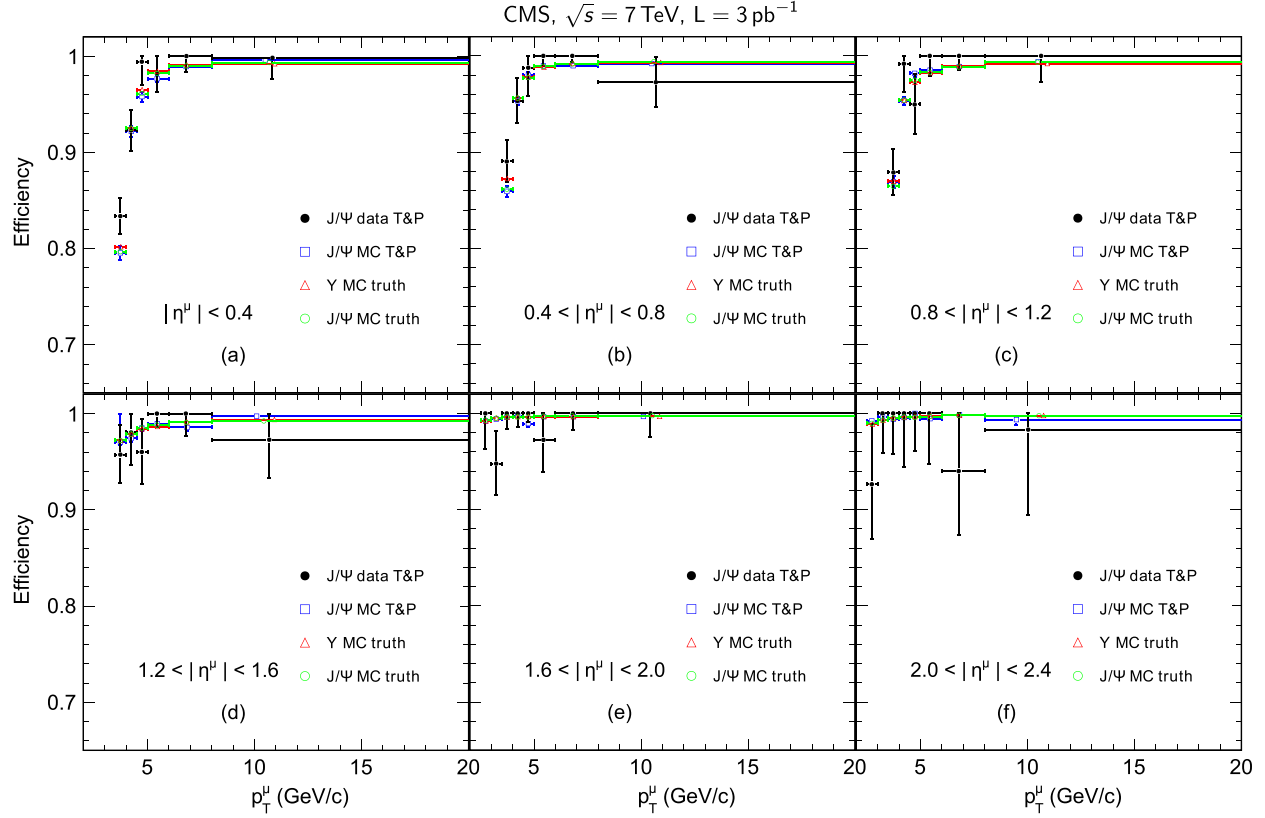 CMS, √s = 7 TeV, L = 3 pb⁻¹
Efficiency
1
0.9
0.8
0.7
J/Ψ data T&P
J/Ψ MC T&P
Υ MC truth
J/Ψ MC truth
| η^μ | < 0.4
(a)
J/Ψ data T&P
J/Ψ MC T&P
Υ MC truth
J/Ψ MC truth
0.4 < | η^μ | < 0.8
(b)
J/Ψ data T&P
J/Ψ MC T&P
Υ MC truth
J/Ψ MC truth
0.8 < | η^μ | < 1.2
(c)
Efficiency
1
0.9
0.8
0.7
J/Ψ data T&P
J/Ψ MC T&P
Υ MC truth
J/Ψ MC truth
1.2 < | η^μ | < 1.6
(d)
J/Ψ data T&P
J/Ψ MC T&P
Υ MC truth
J/Ψ MC truth
1.6 < | η^μ | < 2.0
(e)
J/Ψ data T&P
J/Ψ MC T&P
Υ MC truth
J/Ψ MC truth
2.0 < | η^μ | < 2.4
(f)
5 10 15 20 5 10 15 20 5 10 15 20
p_T^μ (GeV/c)
p_T^μ (GeV/c)
p_T^μ (GeV/c)